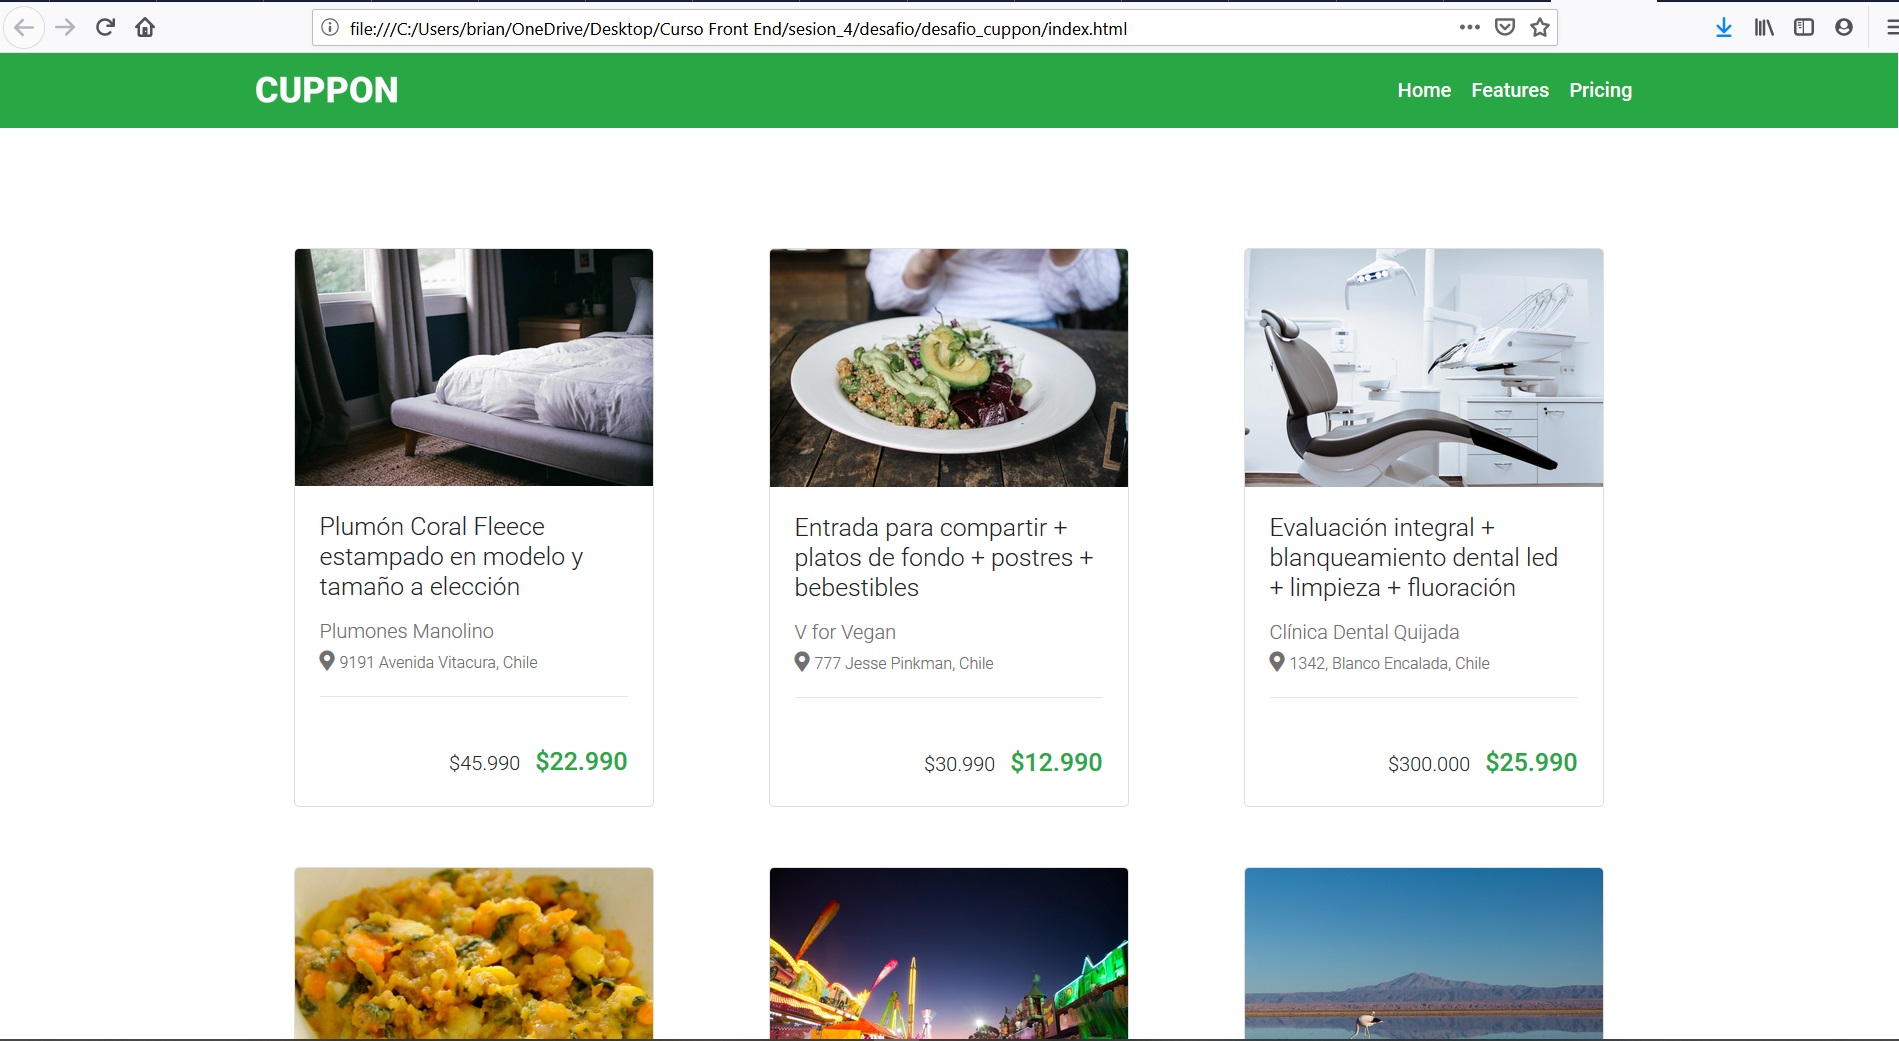 file:///C:/Users/brian/OneDrive/Desktop/Curso Front End/sesion_4/desafio/desafio_cuppon/index.html
CUPPON
Home Features Pricing
Plumón Coral Fleece
estampado en modelo y
tamaño a elección
Plumones Manolino
9191 Avenida Vitacura, Chile
$45.990 $22.990
Entrada para compartir +
platos de fondo + postres +
bebestibles
V for Vegan
777 Jesse Pinkman, Chile
$30.990 $12.990
Evaluación integral +
blanqueamiento dental led
+ limpieza + fluoración
Clínica Dental Quijada
1342, Blanco Encalada, Chile
$300.000 $25.990